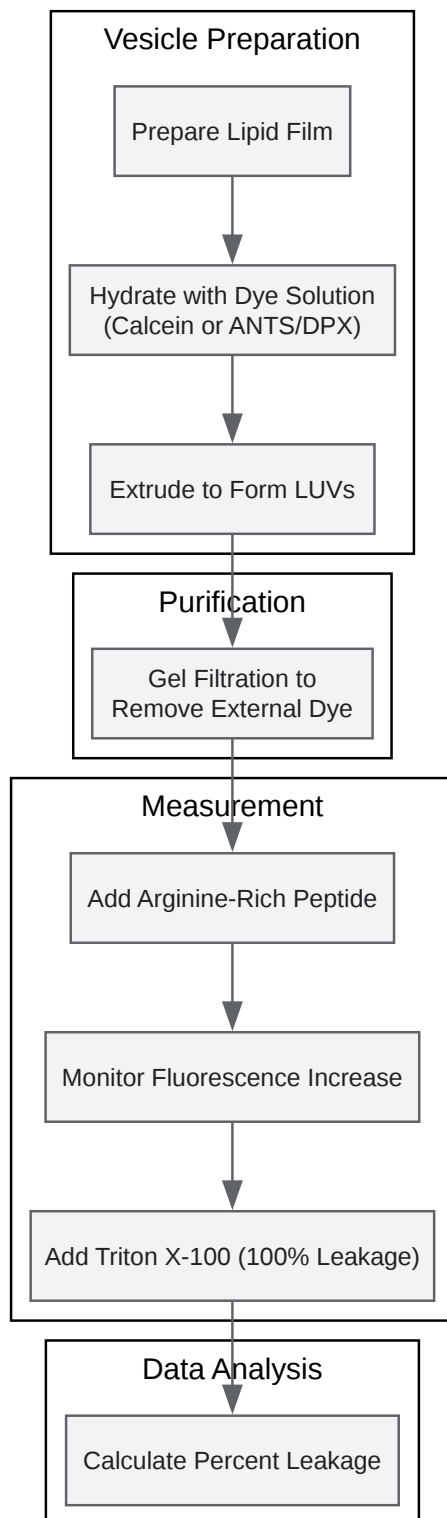 Vesicle Preparation
Prepare Lipid Film
Hydrate with Dye Solution
(Calcein or ANTS/DPX)
Extrude to Form LUVs
Purification
Gel Filtration to
Remove External Dye
Measurement
Add Arginine-Rich Peptide
Monitor Fluorescence Increase
Add Triton X-100 (100% Leakage)
Data Analysis
Calculate Percent Leakage